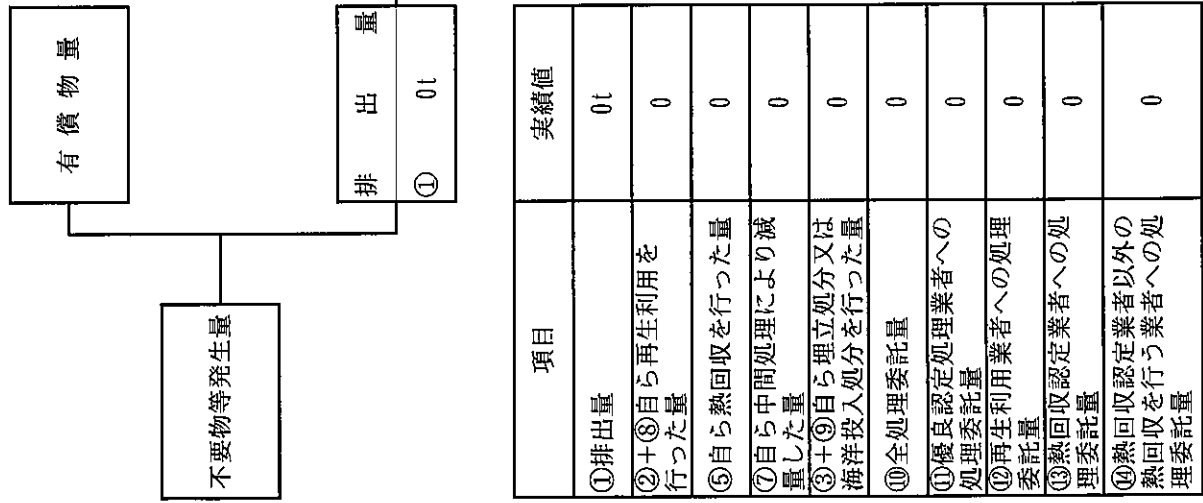 有償物量
不要物等発生量
排出量
① 0t
項目 実績値
①排出量 0t
②+⑧自ら再生利用を
行った量 0
⑤自ら熱回収を行った量 0
⑦自ら中間処理により減
量した量 0
③+⑨自ら埋立処分又は
海洋投入処分を行った量 0
⑩全処理委託量 0
⑪優良認定処理業者への
処理委託量 0
⑫再生利用業者への処理
委託量 0
⑬熱回収認定業者への処
理委託量 0
⑭熱回収認定業者以外の
熱回収を行う業者への処
理委託量 0